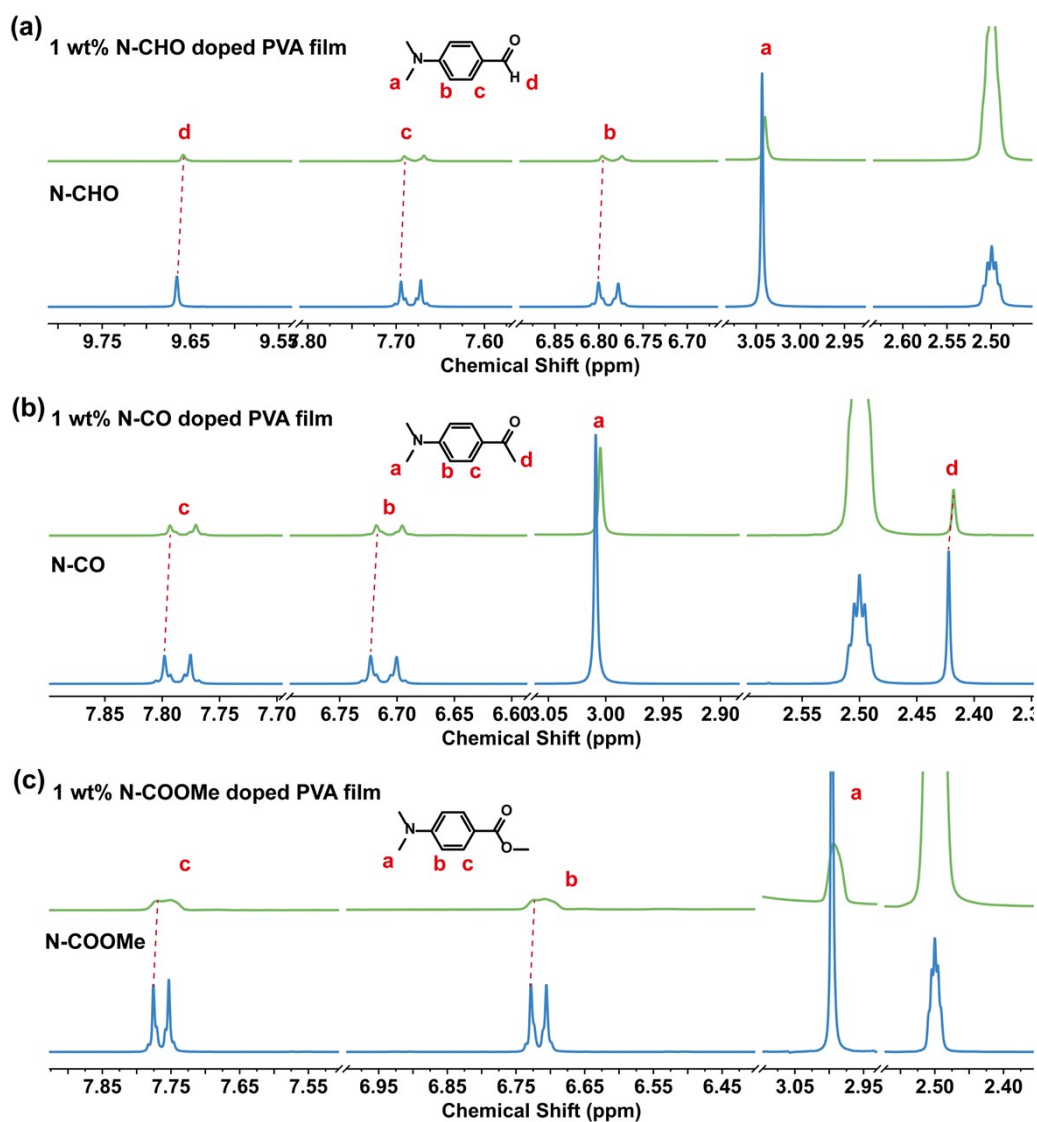 (a)
1 wt% N-CHO doped PVA film
N
O
H
a
b
c
d
a
d
c
b
N-CHO
9.75 9.65 9.5 7.80 7.70 7.60 6.85 6.80 6.75 6.70 3.05 3.00 2.95 2.60 2.55 2.50
Chemical Shift (ppm)
(b)
1 wt% N-CO doped PVA film
N
O
a
b
c
d
a
d
c
b
N-CO
7.85 7.80 7.75 7.70 6.75 6.70 6.65 6.60 3.05 3.00 2.95 2.90 2.55 2.50 2.45 2.40 2.3
Chemical Shift (ppm)
(c)
1 wt% N-COOMe doped PVA film
N
O
O
a
b
c
a
c
b
N-COOMe
7.85 7.75 7.65 7.55 6.95 6.85 6.75 6.65 6.55 6.45 3.05 2.95 2.50 2.40
Chemical Shift (ppm)